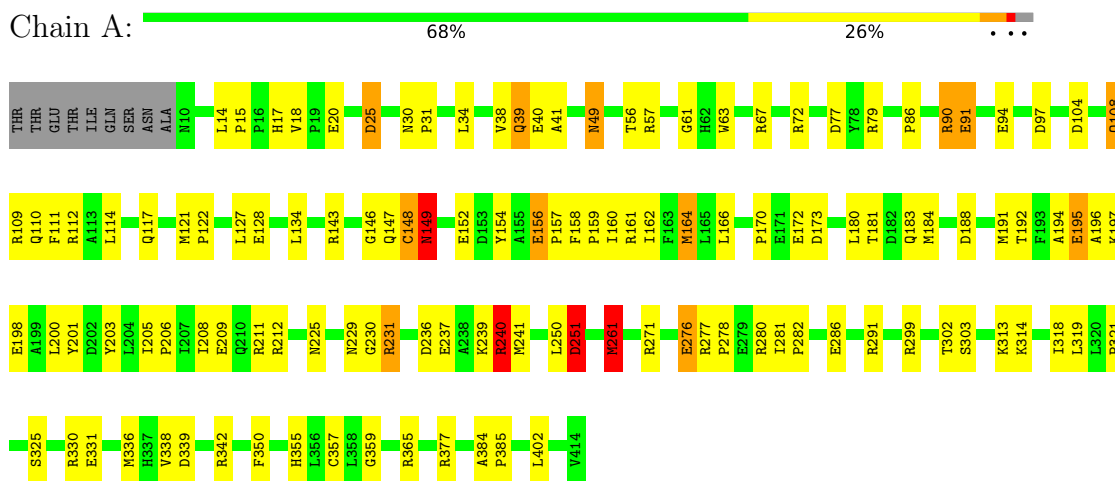 Chain A:
68% 26% • • •
THR THR GLU THR ILE GLN SER ASN ALA N10 L14 P15 P16 H17 V18 P19 E20 D25 N30 P31 L34 V38 Q39 E40 A41 N49 T56 R57 G61 H62 W63 R67 R72 D77 Y78 R79 P86 R90 E91 E94 D97 D104
R109 Q110 F111 R112 A113 L114 Q117 M121 P122 L127 E128 L134 R143 G146 Q147 C148 N149 E152 D153 Y154 A155 E156 P157 F158 P159 I160 R161 I162 F163 M164 L165 L166 P170 E171 E172 D173 L180 T181 D182 Q183 M184 D188 M191 T192 F193 A194 E195 A196
E198 A199 L200 Y201 D202 Y203 L204 I205 P206 I207 I208 E209 Q210 R211 R212 N225 N229 G230 R231 D236 E237 A238 K239 R240 M241 L250 D251 M261 R271 E276 R277 P278 E279 R280 I281 P282 E286 R291 R299 T302 S303 K313 K314 I318 L319 L320
S325 R330 E331 M336 H337 V338 D339 R342 F350 H355 L356 C357 L358 G359 R365 R377 A384 P385 L402 V414